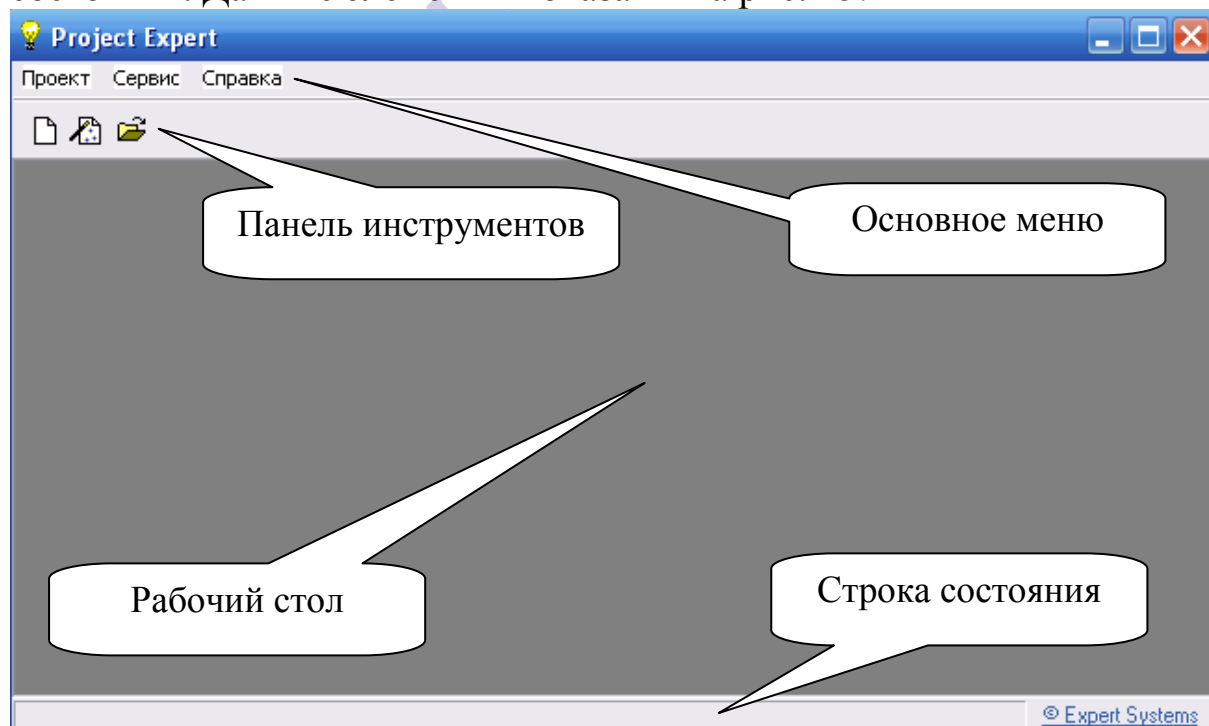 Project Expert
Проект Сервис Справка
Панель инструментов
Основное меню
Рабочий стол
Строка состояния
© Expert Systems